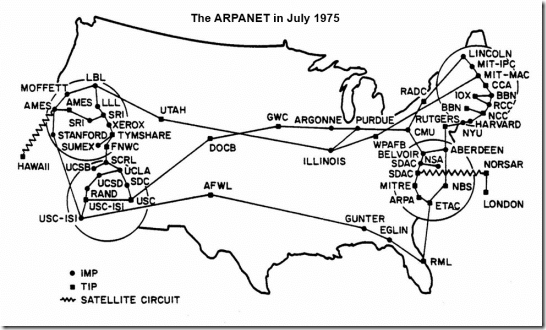 The ARPANET in July 1975
LINCOLN
MIT-IPC
MIT-MAC
CCA
BBN
IOX
RCC
BBN
NCC
HARVARD
NYU
RUTGERS
RADC
MOFFETT
LBL
AMES
AMES
LLL
SRI
SRI
XEROX
TYMSHARE
STANFORD
SUMEX
FNWC
UTAH
HAWAII
GWC
ARGONNE
PURDUE
CMU
WPAFB
ILLINOIS
DOCB
ABERDEEN
BELVOIR
SDAC
NSA
SDAC
NORSAR
MITRE
NBS
LONDON
ARPA
ETAC
SCRL
UCSB
UCLA
UCSD
SDC
RAND
USC-ISI
USC
USC-ISI
AFWL
GUNTER
EGLIN
RML
IMP
TIP
SATELLITE CIRCUIT